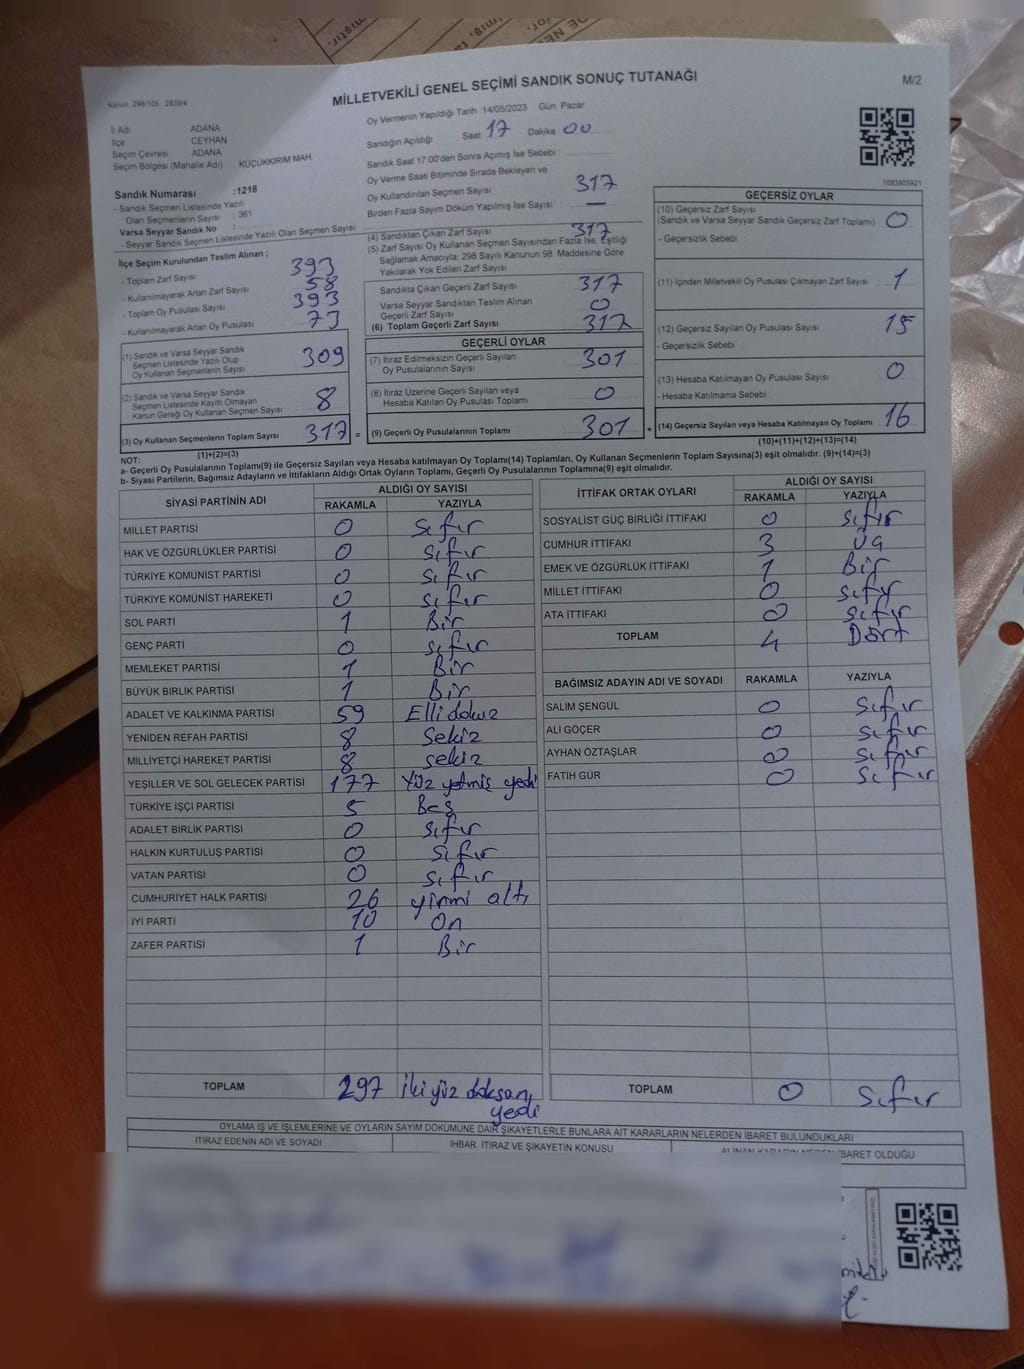 MİLLETVEKİLİ GENEL SEÇİMİ SANDIK SONUÇ TUTANAĞI
M/2
Kanun: 298/105 , 2839/4
İl Adı ADANA
İlçe CEYHAN
Seçim Çevresi ADANA
Seçim Bölgesi (Mahalle Adı) KÜÇÜKKIRIM MAH.
Sandık Numarası :1218
- Sandık Seçmen Listesinde Yazılı
Olan Seçmenlerin Sayısı : 361
Varsa Seyyar Sandık No :
- Seyyar Sandık Seçmen Listesinde Yazılı Olan Seçmen Sayısı:
Oy Vermenin Yapıldığı Tarih :14/05/2023 Gün: Pazar
Sandığın Açıldığı Saat: 17 Dakika : 00
Sandık Saat 17:00'den Sonra Açımış İse Sebebi :
Oy Verme Saati Bitiminde Sırada Bekleyen ve
Oy Kullandırılan Seçmen Sayısı 317
Birden Fazla Sayım Döküm Yapılmış İse Sayısı : —
1083805921
İlçe Seçim Kurulundan Teslim Alınan ;
- Toplam Zarf Sayısı 393
- Kullanılmayarak Artan Zarf Sayısı 58
- Toplam Oy Pusulası Sayısı 393
- Kullanılmayarak Artan Oy Pusulası 73
(1) Sandık ve Varsa Seyyar Sandık
Seçmen Listesinde Yazılı Olup
Oy Kullanan Seçmenlerin Sayısı 309
(2) Sandık ve Varsa Seyyar Sandık
Seçmen Listesinde Kayıtlı Olmayan
Kanun Gereği Oy Kullanan Seçmen Sayısı 8
(3) Oy Kullanan Seçmenlerin Toplam Sayısı 317 =
(1)+(2)=(3)
(4) Sandıktan Çıkan Zarf Sayısı : 317
(5) Zarf Sayısı Oy Kullanan Seçmen Sayısından Fazla İse, Eşitliği
Sağlamak Amacıyla; 298 Sayılı Kanunun 98. Maddesine Göre
Yakılarak Yok Edilen Zarf Sayısı
Sandıkta Çıkan Geçerli Zarf Sayısı 317
Varsa Seyyar Sandıktan Teslim Alınan
Geçerli Zarf Sayısı 0
(6) Toplam Geçerli Zarf Sayısı 317
GEÇERLİ OYLAR
(7) İtiraz Edilmeksizin Geçerli Sayılan
Oy Pusulalarının Sayısı 301
(8) İtiraz Üzerine Geçerli Sayılan veya
Hesaba Katılan Oy Pusulası Toplamı 0
(9) Geçerli Oy Pusulalarının Toplamı 301 +
GEÇERSİZ OYLAR
(10) Geçersiz Zarf Sayısı
(Sandık ve Varsa Seyyar Sandık Geçersiz Zarf Toplamı) 0
- Geçersizlik Sebebi :
(11) İçinden Milletvekili Oy Pusulası Çıkmayan Zarf Sayısı 1
(12) Geçersiz Sayılan Oy Pusulası Sayısı 15
- Geçersizlik Sebebi :
(13) Hesaba Katılmayan Oy Pusulası Sayısı 0
- Hesaba Katılmama Sebebi
(14) Geçersiz Sayılan veya Hesaba Katılmayan Oy Toplamı 16
(10)+(11)+(12)+(13)=(14)
NOT:
a- Geçerli Oy Pusulalarının Toplamı(9) ile Geçersiz Sayılan veya Hesaba katılmayan Oy Toplamı(14) Toplamları, Oy Kullanan Seçmenlerin Toplam Sayısına(3) eşit olmalıdır. (9)+(14)=(3)
b- Siyasi Partilerin, Bağımsız Adayların ve İttifakların Aldığı Ortak Oyların Toplamı, Geçerli Oy Pusulalarının Toplamına(9) eşit olmalıdır.
SİYASİ PARTİNİN ADI ALDIĞI OY SAYISI
RAKAMLA YAZIYLA
MİLLET PARTİSİ 0 Sıfır
HAK VE ÖZGÜRLÜKLER PARTİSİ 0 Sıfır
TÜRKİYE KOMÜNİST PARTİSİ 0 Sıfır
TÜRKİYE KOMÜNİST HAREKETİ 0 Sıfır
SOL PARTİ 1 Bir
GENÇ PARTİ 0 Sıfır
MEMLEKET PARTİSİ 1 Bir
BÜYÜK BİRLİK PARTİSİ 1 Bir
ADALET VE KALKINMA PARTİSİ 59 Elli dokuz
YENİDEN REFAH PARTİSİ 8 Sekiz
MİLLİYETÇİ HAREKET PARTİSİ 8 sekiz
YEŞİLLER VE SOL GELECEK PARTİSİ 177 Yüz yetmiş yedi
TÜRKİYE İŞÇİ PARTİSİ 5 Beş
ADALET BİRLİK PARTİSİ 0 Sıfır
HALKIN KURTULUŞ PARTİSİ 0 Sıfır
VATAN PARTİSİ 0 Sıfır
CUMHURİYET HALK PARTİSİ 26 yirmi altı
İYİ PARTİ 10 On
ZAFER PARTİSİ 1 Bir
TOPLAM 297 İki yüz doksan
yedi
İTTİFAK ORTAK OYLARI ALDIĞI OY SAYISI
RAKAMLA YAZIYLA
SOSYALİST GÜÇ BİRLİĞİ İTTİFAKI 0 Sıfır
CUMHUR İTTİFAKI 3 Üç
EMEK VE ÖZGÜRLÜK İTTİFAKI 1 Bir
MİLLET İTTİFAKI 0 Sıfır
ATA İTTİFAKI 0 Sıfır
TOPLAM 4 Dört
BAĞIMSIZ ADAYIN ADI VE SOYADI RAKAMLA YAZIYLA
SALİM ŞENGÜL 0 Sıfır
ALİ GÖÇER 0 Sıfır
AYHAN ÖZTAŞLAR 0 Sıfır
FATİH GÜR 0 Sıfır
TOPLAM 0 Sıfır
OYLAMA İŞ VE İŞLEMLERİNE VE OYLARIN SAYIM DÖKÜMÜNE DAİR ŞİKAYETLERLE BUNLARA AİT KARARLARIN NELERDEN İBARET BULUNDUKLARI
İTİRAZ EDENİN ADI VE SOYADI İHBAR, İTİRAZ VE ŞİKAYETİN KONUSU ALINAN KARARIN NEDEN İBARET OLDUĞU